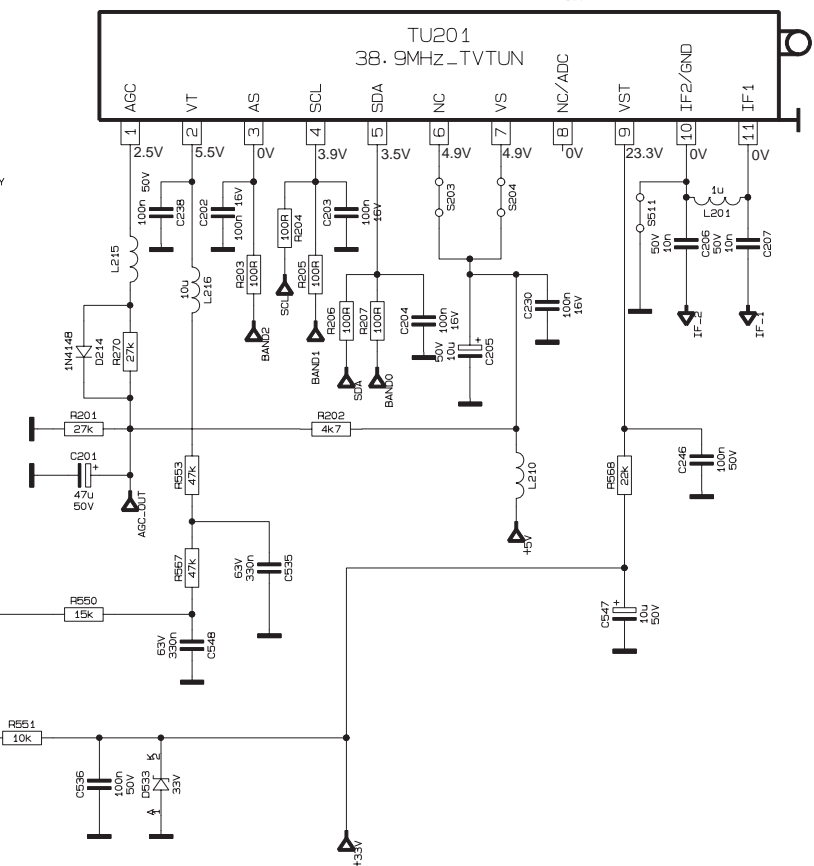 TU201
38.9MHz_TVTUN
AGC
VT
AS
SCL
SDA
NC
VS
NC/ADC
VST
IF2/GND
IF1
1
2
3
4
5
6
7
8
9
10
11
2.5V
5.5V
0V
3.9V
3.5V
4.9V
4.9V
0V
23.3V
0V
0V
Y
100n
50V
C238
C202
100n
16V
100R
R204
C203
100n
16V
S203
S204
S511
1u
L201
50V
10n
C206
50V
10n
C207
L215
10u
L216
R203
100R
SCL
R205
100R
BAND2
BAND1
R206
100R
R207
100R
SDA
BAND0
C204
100n
16V
50V
10u
+
C205
C230
100n
16V
IF_2
IF_1
1N4148
D214
R270
27k
R201
27k
R202
4k7
C201
+
47u
50V
AGC_OUT
R553
47k
L210
+5V
R568
22k
C246
100n
50V
R567
47k
63V
330n
C535
R550
15k
63V
330n
C548
C547
+
10u
50V
R551
10k
C536
100n
50V
D533
K
2
33V
A
1
+33V